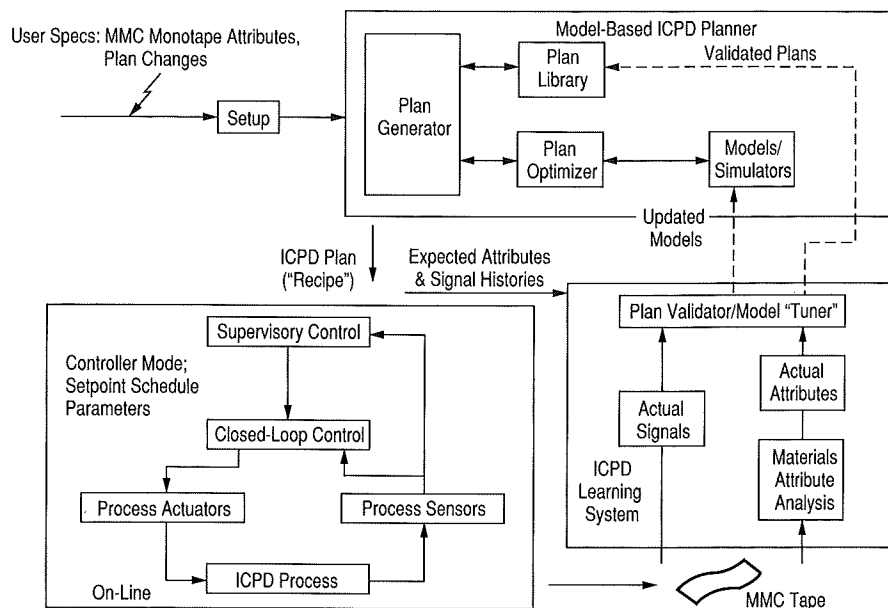 User Specs: MMC Monotape Attributes,
Plan Changes
Setup
Model-Based ICPD Planner
Plan
Generator
Plan
Library
Validated Plans
Plan
Optimizer
Models/
Simulators
Updated
Models
ICPD Plan
("Recipe")
Expected Attributes
& Signal Histories
Supervisory Control
Controller Mode;
Setpoint Schedule
Parameters
Closed-Loop Control
Process Actuators
Process Sensors
ICPD Process
On-Line
Plan Validator/Model "Tuner"
Actual
Signals
Actual
Attributes
ICPD
Learning
System
Materials
Attribute
Analysis
MMC Tape